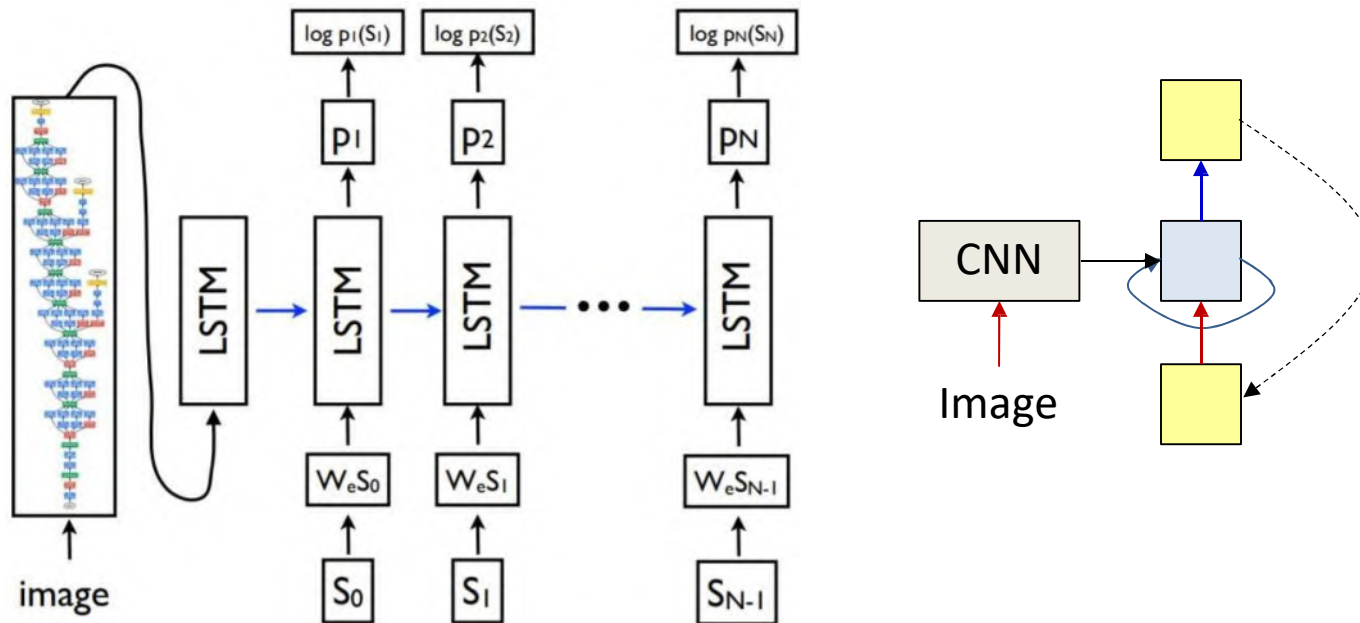 log p₁(S₁) log p₂(S₂) log pN(SN)
p₁ p₂ pN
LSTM LSTM LSTM LSTM
CNN
Image
WₑS₀ WₑS₁ WₑSN-1
image S₀ S₁ SN-1